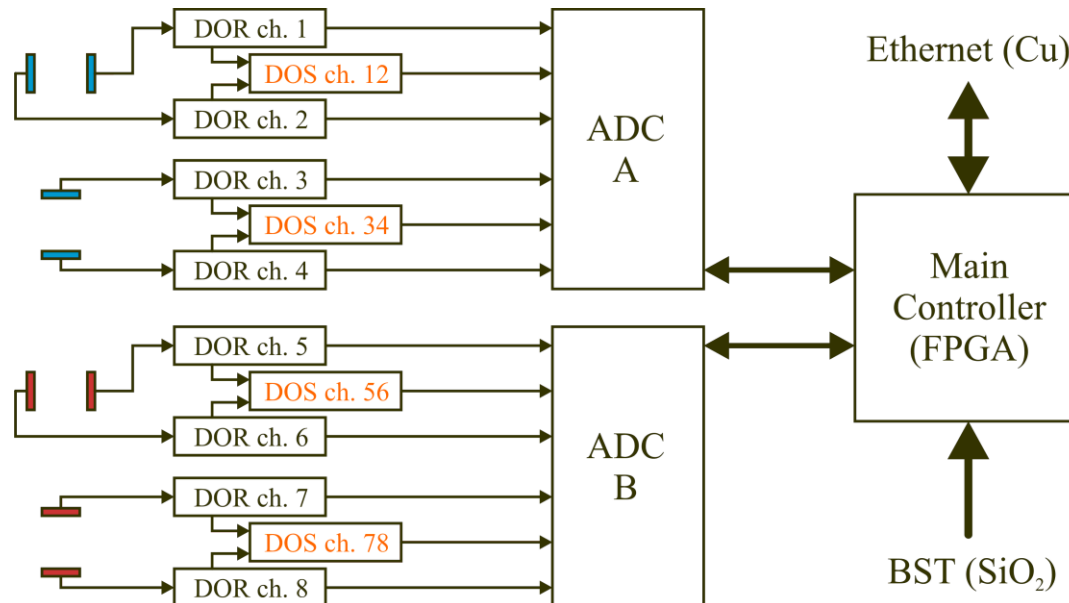 DOR ch. 1
DOS ch. 12
DOR ch. 2
DOR ch. 3
DOS ch. 34
DOR ch. 4
ADC
A
DOR ch. 5
DOS ch. 56
DOR ch. 6
DOR ch. 7
DOS ch. 78
DOR ch. 8
ADC
B
Ethernet (Cu)
Main
Controller
(FPGA)
BST (SiO₂)